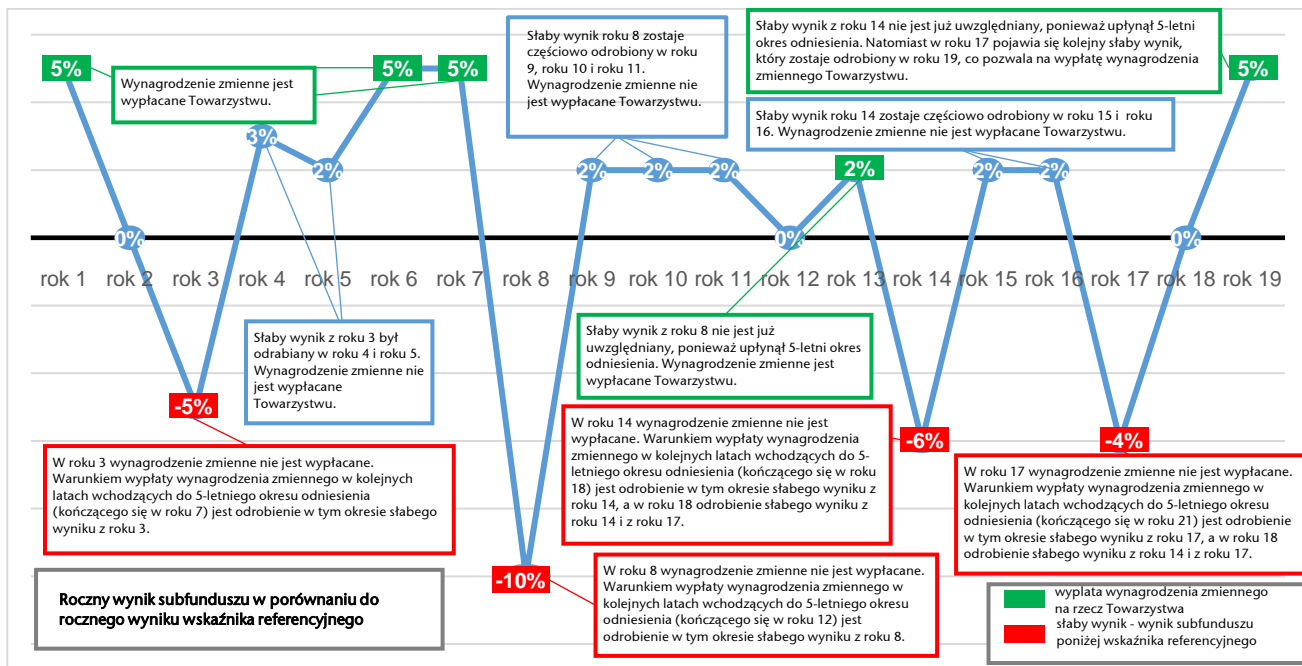 Słaby wynik roku 8 zostaje
częściowo odrobiony w roku
9, roku 10 i roku 11.
Wynagrodzenie zmienne nie
jest wypłacane Towarzystwu.
Słaby wynik z roku 14 nie jest już uwzględniany, ponieważ upłynął 5-letni
okres odniesienia. Natomiast w roku 17 pojawia się kolejny słaby wynik,
który zostaje odrobiony w roku 19, co pozwala na wypłatę wynagrodzenia
zmiennego Towarzystwu.
Wynagrodzenie zmienne jest
wypłacane Towarzystwu.
Słaby wynik roku 14 zostaje częściowo odrobiony w roku 15 i roku
16. Wynagrodzenie zmienne nie jest wypłacane Towarzystwu.
5%
0%
-5%
3%
2%
5%
5%
-10%
2%
2%
2%
0%
2%
-6%
2%
2%
-4%
0%
5%
rok 1 rok 2 rok 3 rok 4 rok 5 rok 6 rok 7 rok 8 rok 9 rok 10 rok 11 rok 12 rok 13 rok 14 rok 15 rok 16 rok 17 rok 18 rok 19
Słaby wynik z roku 3 był
odrabiany w roku 4 i roku 5.
Wynagrodzenie zmienne nie
jest wypłacane
Towarzystwu.
Słaby wynik z roku 8 nie jest już
uwzględniany, ponieważ upłynął 5-letni okres
odniesienia. Wynagrodzenie zmienne jest
wypłacane Towarzystwu.
W roku 3 wynagrodzenie zmienne nie jest wypłacane.
Warunkiem wypłaty wynagrodzenia zmiennego w kolejnych
latach wchodzących do 5-letniego okresu odniesienia
(kończącego się w roku 7) jest odrobienie w tym okresie słabego
wyniku z roku 3.
W roku 14 wynagrodzenie zmienne nie jest
wypłacane. Warunkiem wypłaty wynagrodzenia
zmiennego w kolejnych latach wchodzących do 5-
letniego okresu odniesienia (kończącego się w roku
18) jest odrobienie w tym okresie słabego wyniku z
roku 14, a w roku 18 odrobienie słabego wyniku z
roku 14 i z roku 17.
W roku 17 wynagrodzenie zmienne nie jest wypłacane.
Warunkiem wypłaty wynagrodzenia zmiennego w
kolejnych latach wchodzących do 5-letniego okresu
odniesienia (kończącego się w roku 21) jest odrobienie
w tym okresie słabego wyniku z roku 17, a w roku 18
odrobienie słabego wyniku z roku 14 i z roku 17.
W roku 8 wynagrodzenie zmienne nie jest wypłacane.
Warunkiem wypłaty wynagrodzenia zmiennego w
kolejnych latach wchodzących do 5-letniego okresu
odniesienia (kończącego się w roku 12) jest
odrobienie w tym okresie słabego wyniku z roku 8.
Roczny wynik subfunduszu w porównaniu do
rocznego wyniku wskaźnika referencyjnego
wypłata wynagrodzenia zmiennego
na rzecz Towarzystwa
słaby wynik - wynik subfunduszu
poniżej wskaźnika referencyjnego